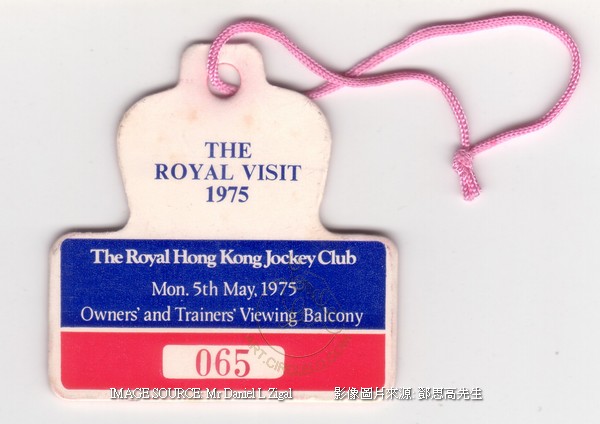 THE
ROYAL VISIT
1975
The Royal Hong Kong Jockey Club
Mon. 5th May, 1975
Owners' and Trainers' Viewing Balcony
065
IMAGE SOURCE Mr Daniel L Zigal 影像圖片來源 鄧思高先生